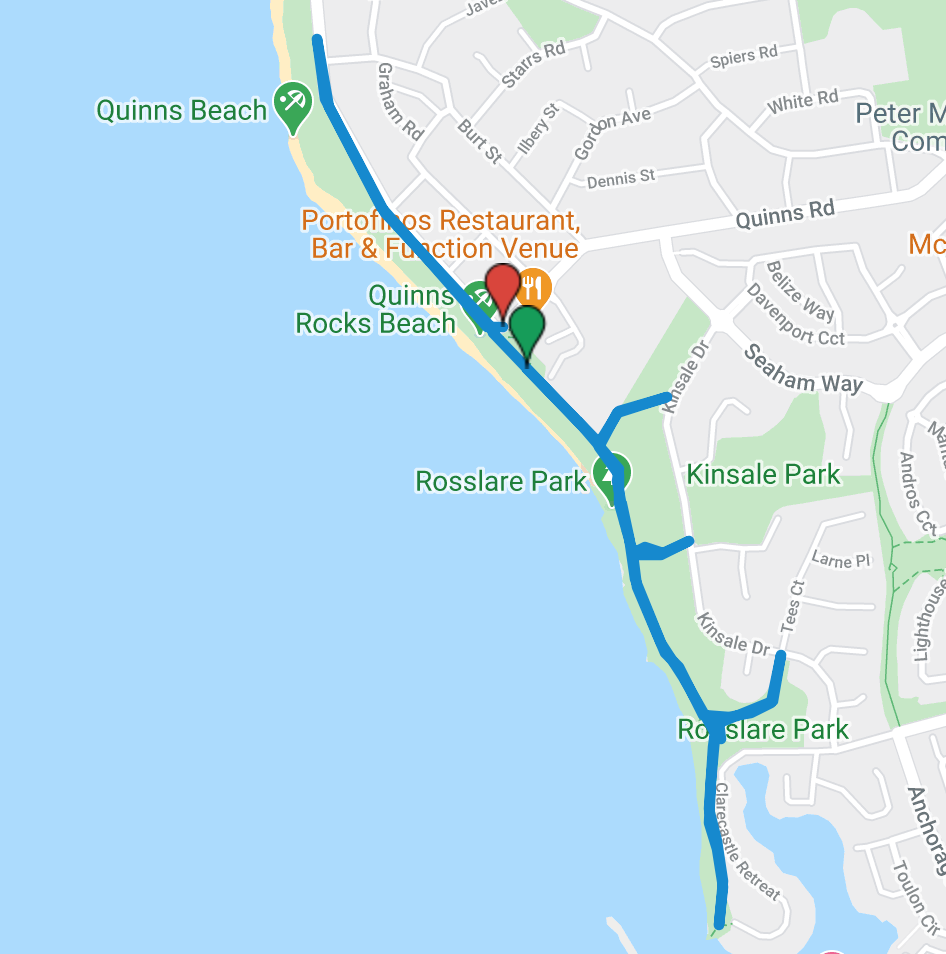 Starrs Rd
Spiers Rd
Graham Rd
White Rd
Quinns Beach
Peter M
Com
Ilbery St
Gordon Ave
Burt St
Dennis St
Quinns Rd
Portofinos Restaurant,
Bar & Function Venue
Mc
Belize Way
Davenport Cct
Quinns
Rocks Beach
Kinsale Dr
Seaham Way
Rosslare Park
Kinsale Park
Andros Cct
Larne Pl
Tees Ct
Lighthouse
Kinsale Dr
Rosslare Park
Clarecastle Retreat
Anchorag
Toulon Cir